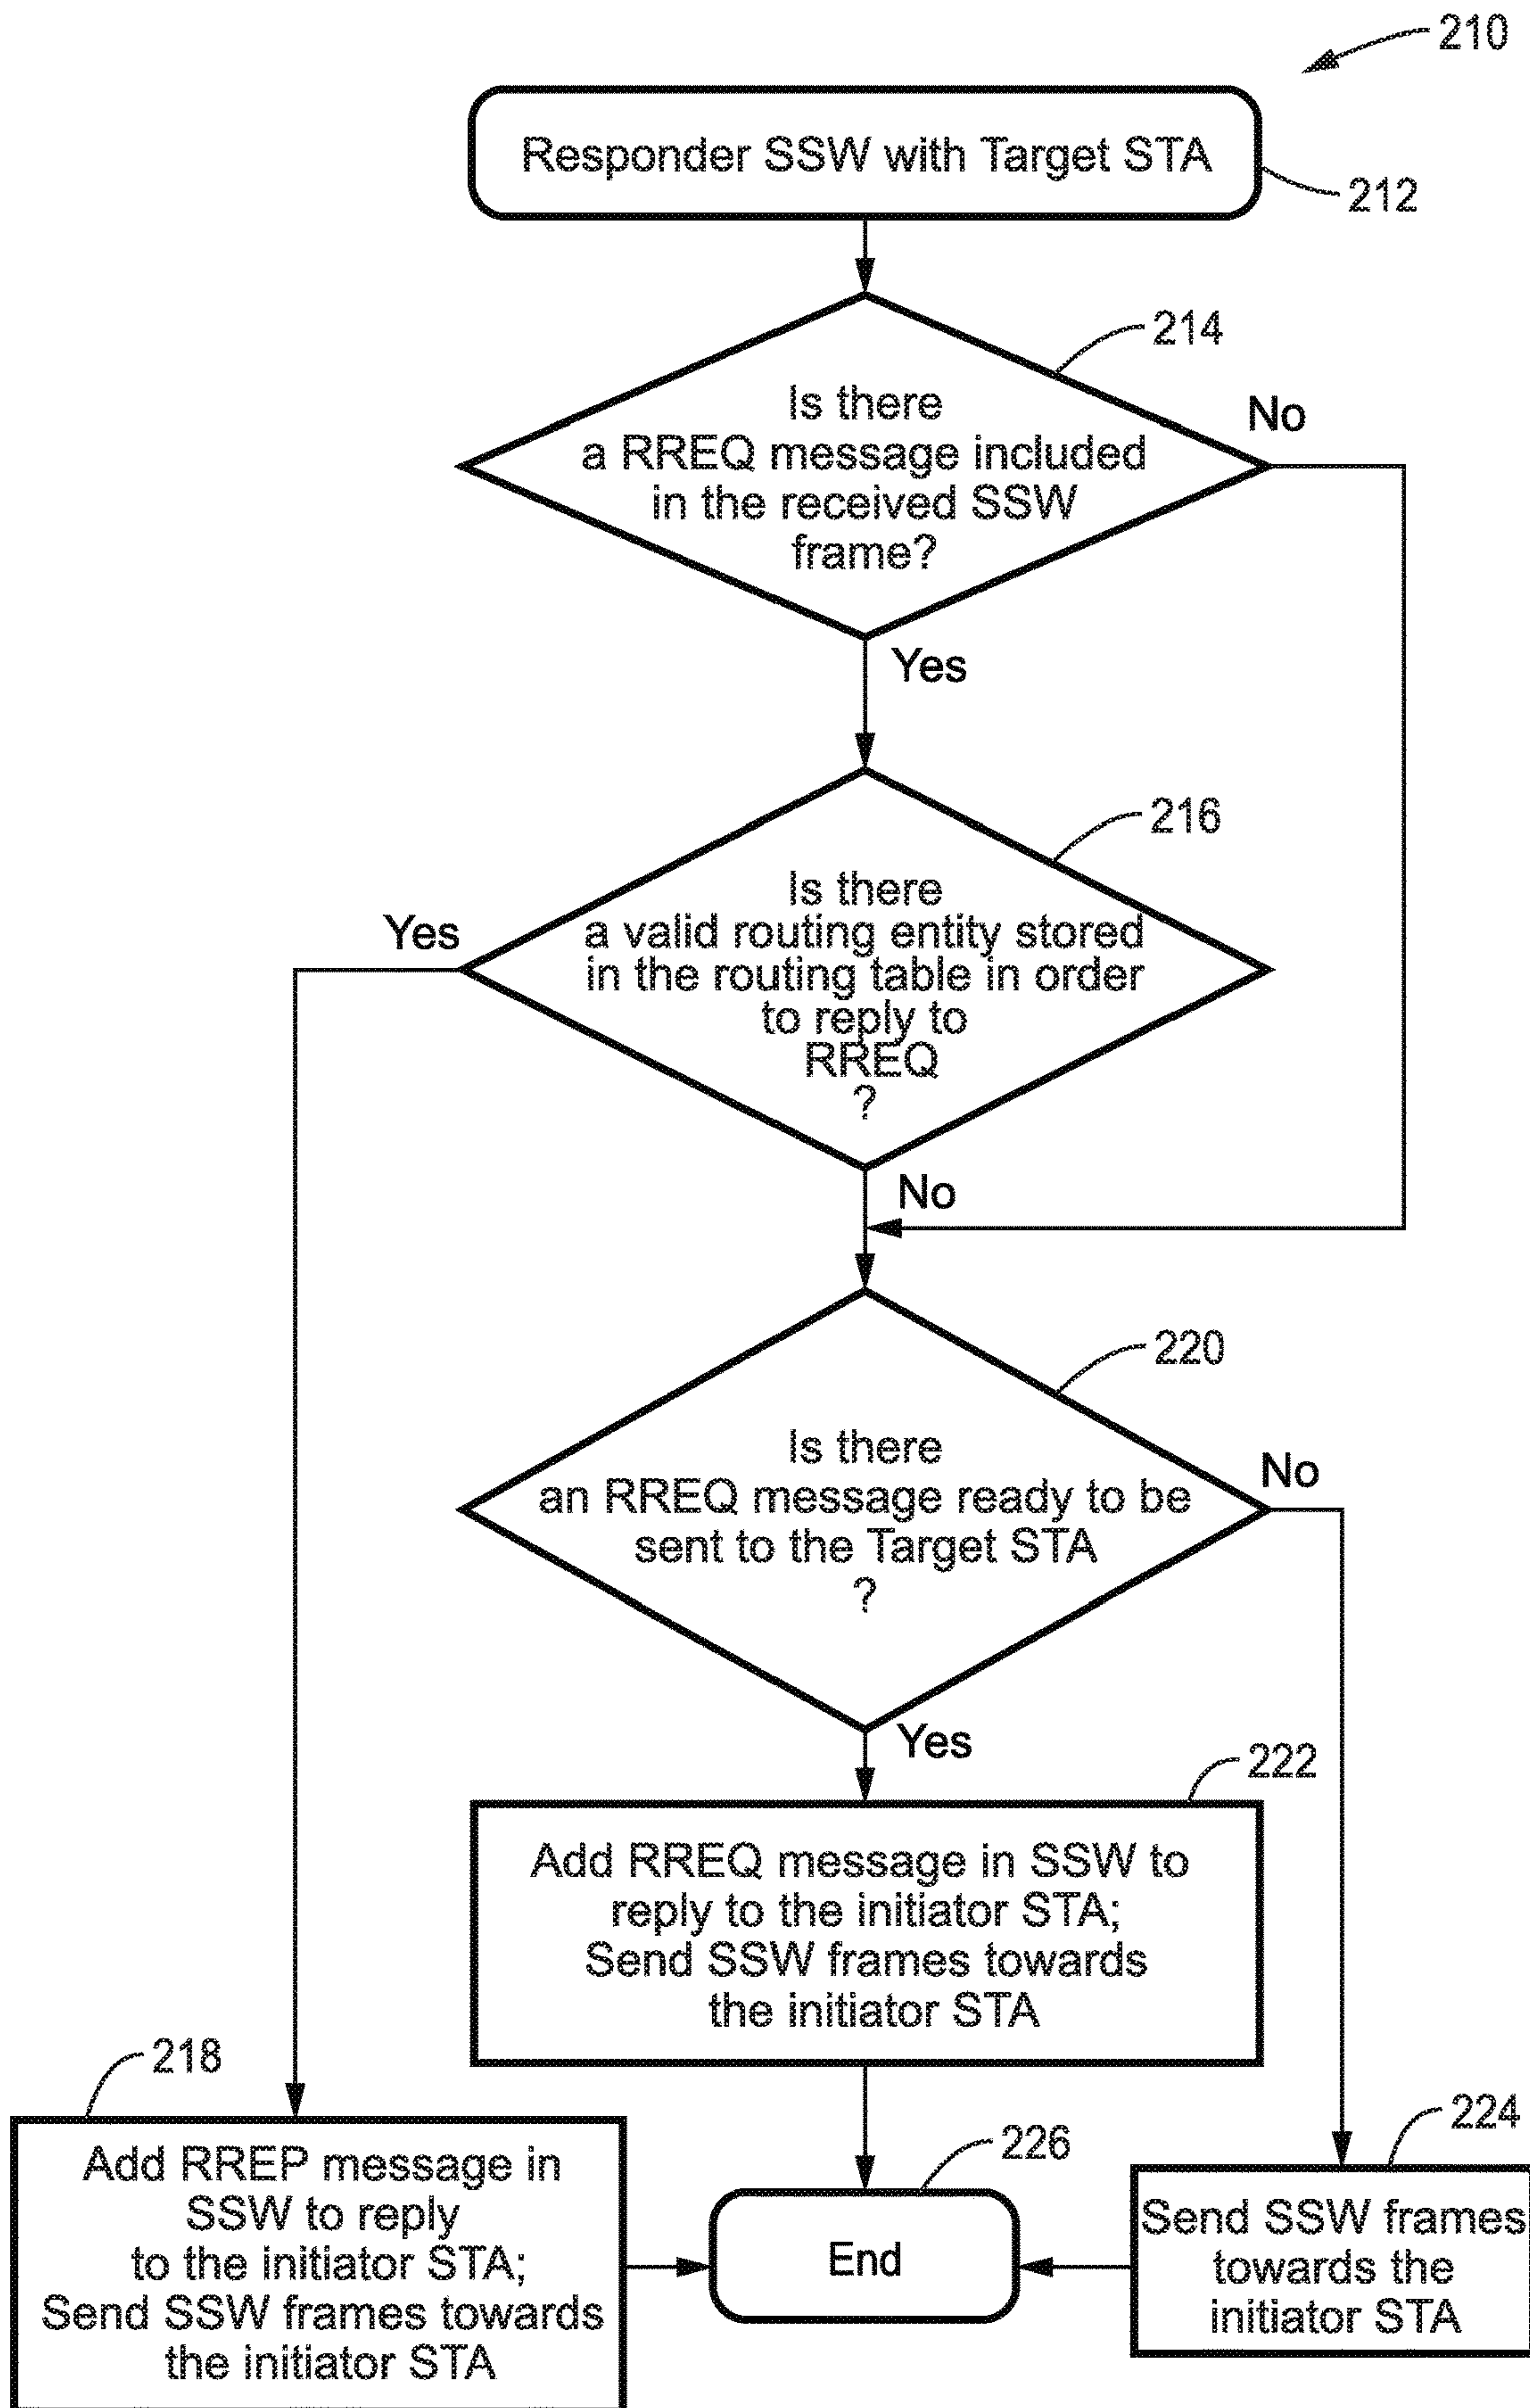 210
Responder SSW with Target STA
212
214
Is there
a RREQ message included
in the received SSW
frame?
No
Yes
216
Is there
a valid routing entity stored
in the routing table in order
to reply to
RREQ
?
Yes
No
220
Is there
an RREQ message ready to be
sent to the Target STA
?
No
Yes
222
Add RREQ message in SSW to
reply to the initiator STA;
Send SSW frames towards
the initiator STA
218
Add RREP message in
SSW to reply
to the initiator STA;
Send SSW frames towards
the initiator STA
226
End
224
Send SSW frames
towards the
initiator STA